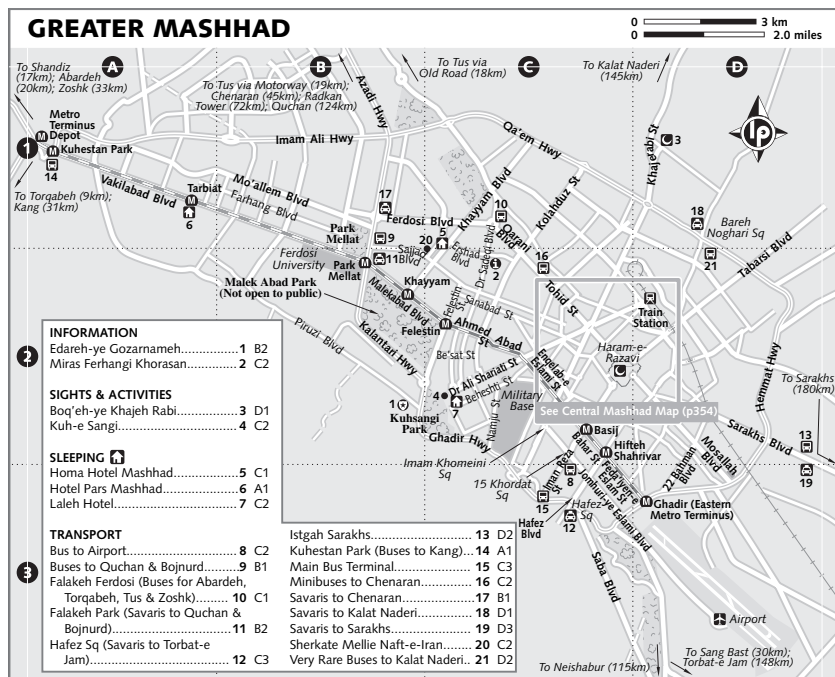 GREATER MASHHAD
0 3 km
0 2.0 miles
A
B
C
D
To Shandiz
(17km); Abardeh
(20km); Zoshk (33km)
To Tus via Motorway (19km);
Chenaran (45km); Radkan
Tower (72km); Quchan (124km)
Azadi Hwy
To Tus via
Old Road (18km)
To Kalat Naderi
(145km)
Metro
Terminus
Depot
1
Kuhestan Park
14
To Torqabeh (9km);
Kang (31km)
Vakilabad Blvd
Tarbiat
6
Imam Ali Hwy
Mo'allem Blvd
Farhang Blvd
17
Ferdosi Blvd
Khayyam Blvd
Qa'em Hwy
10
Qarani
Blvd
Kolahduz St
Khaje Rabi St
3
lp
18
Bareh
Noghari Sq
21
Tabarsi Blvd
Park
Mellat
9
11
Ferdosi
University
Park
Mellat
20
5
Sajjad
Blvd
Ershad
Blvd
Dr. Sadeqi Blvd
2
16
Malek Abad Park
(Not open to public)
Khayyam
Malekabad Blvd
Felestin
Felestin
St
Sanabad St
Tohid St
Train
Station
Piruzi Blvd
Kalantari Hwy
Ahmed Abad
St
Be'sat St
Enqelab-e
Eslami St
Haram-e-
Razavi
Hemmat Hwy
To Sarakhs
(180km)
4
Dr Ali Shariati St
Beheshti St
7
1
Kuhsangi
Park
Namju St
Military
Base
See Central Mashhad Map (p354)
Ghadir Hwy
Basij
Sarakhs Blvd
13
19
Imam Khomeini
Sq
Bahar St
Hifteh
Shahrivar
Mosallah
Blvd
22 Bahman
Blvd
15 Khordat
Sq
Iman Reza
St
8
Feda'iyen-e
Eslam St
Jomhuri-ye Eslami Blvd
15
Hafez
Sq
Hafez
Blvd
12
Ghadir (Eastern
Metro Terminus)
Saba Blvd
Airport
To Neishabur (115km)
To Sang Bast (30km);
Torbat-e Jam (148km)
2
3
INFORMATION
Edareh-ye Gozarnameh................1 B2
Miras Ferhangi Khorasan..............2 C2
SIGHTS & ACTIVITIES
Boq'eh-ye Khajeh Rabi................3 D1
Kuh-e Sangi..............................4 C2
SLEEPING
Homa Hotel Mashhad..................5 C1
Hotel Pars Mashhad....................6 A1
Laleh Hotel...............................7 C2
TRANSPORT
Bus to Airport............................8 C2
Buses to Quchan & Bojnurd..........9 B1
Falakeh Ferdosi (Buses for Abardeh,
Torqabeh, Tus & Zoshk)..........10 C1
Falakeh Park (Savaris to Quchan &
Bojnurd)..............................11 B2
Hafez Sq (Savaris to Torbat-e
Jam)....................................12 C3
Istgah Sarakhs.........................13 D2
Kuhestan Park (Buses to Kang)....14 A1
Main Bus Terminal....................15 C3
Minibuses to Chenaran..............16 C2
Savaris to Chenaran..................17 B1
Savaris to Kalat Naderi..............18 D1
Savaris to Sarakhs....................19 D3
Sherkate Mellie Naft-e-Iran........20 C2
Very Rare Buses to Kalat Naderi..21 D2